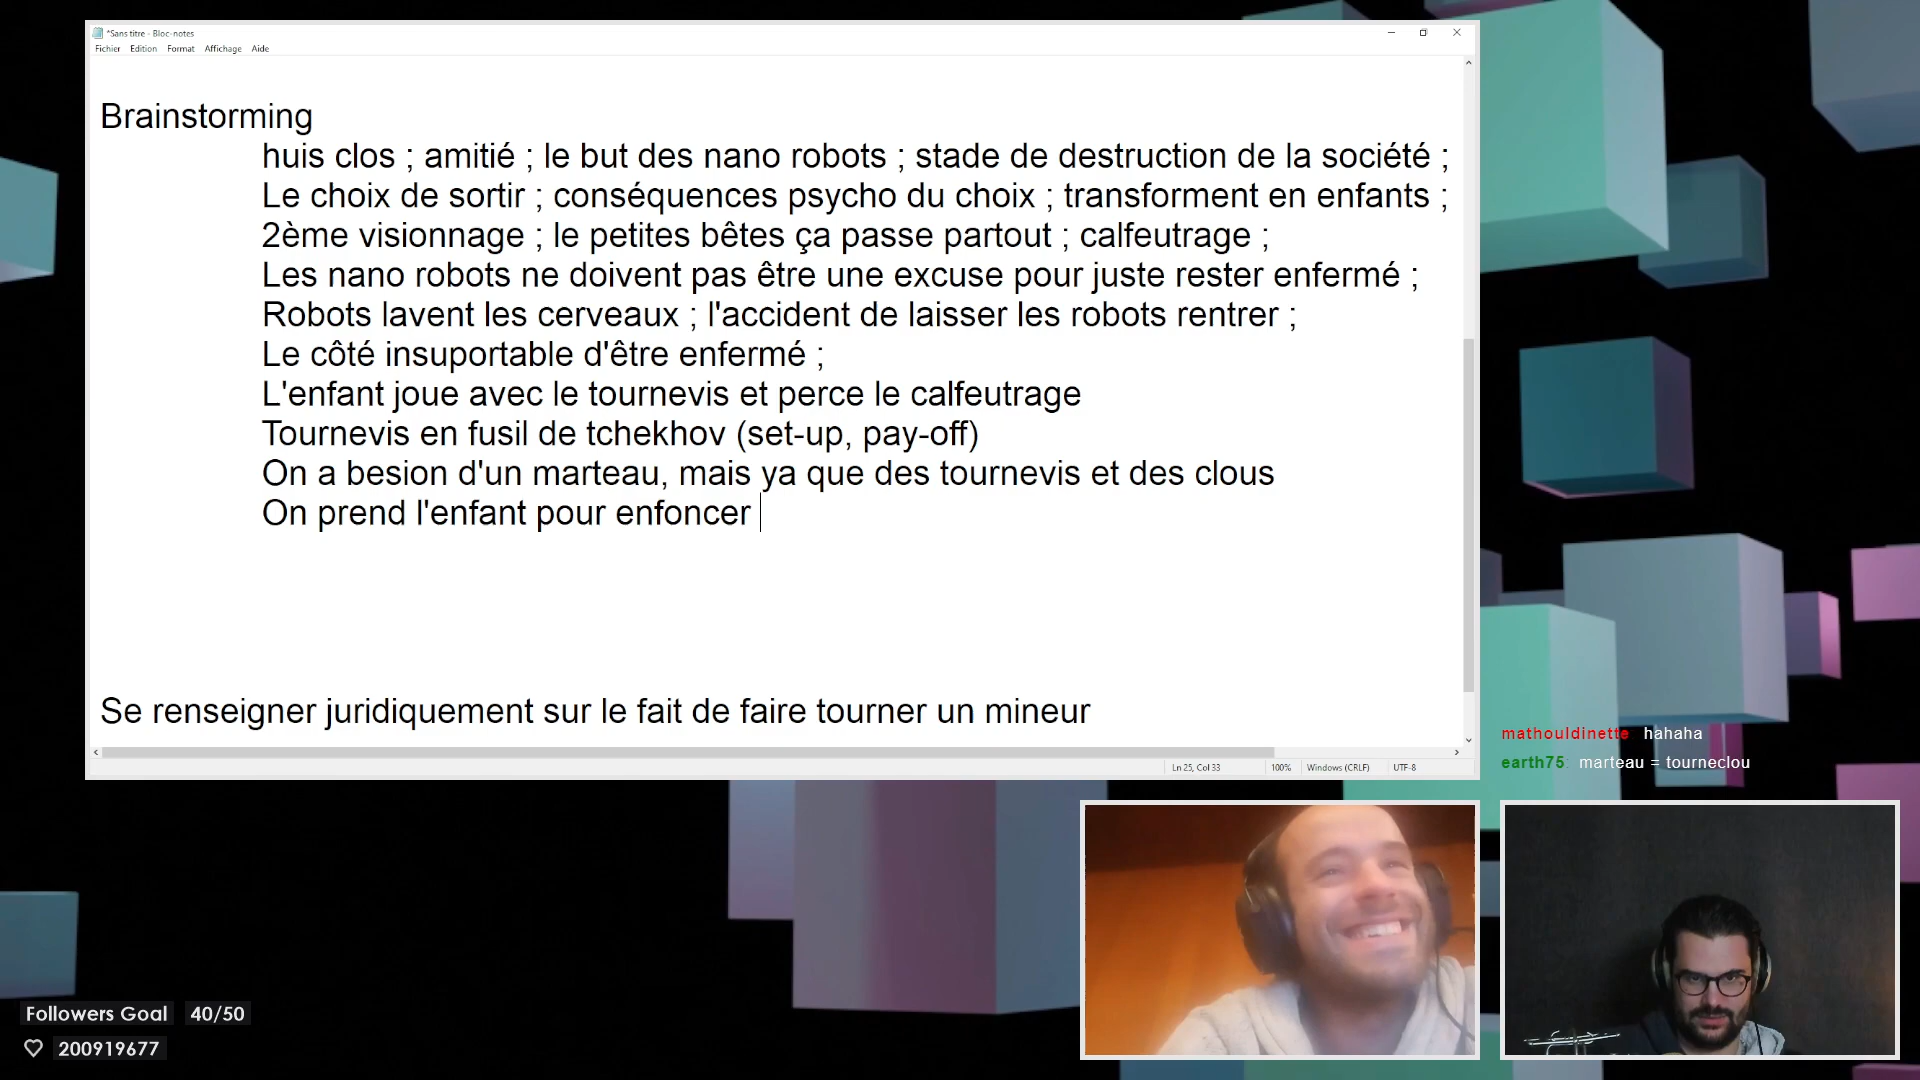 *Sans titre - Bloc-notes
Fichier Edition Format Affichage Aide
Brainstorming
huis clos ; amitié ; le but des nano robots ; stade de destruction de la société ;
Le choix de sortir ; conséquences psycho du choix ; transforment en enfants ;
2ème visionnage ; le petites bêtes ça passe partout ; calfeutrage ;
Les nano robots ne doivent pas être une excuse pour juste rester enfermé ;
Robots lavent les cerveaux ; l'accident de laisser les robots rentrer ;
Le côté insuportable d'être enfermé ;
L'enfant joue avec le tournevis et perce le calfeutrage
Tournevis en fusil de tchekhov (set-up, pay-off)
On a besion d'un marteau, mais ya que des tournevis et des clous
On prend l'enfant pour enfoncer
Se renseigner juridiquement sur le fait de faire tourner un mineur
Ln 25, Col 33 100% Windows (CRLF) UTF-8
mathouldinette hahaha
earth75: marteau = tourneclou
Followers Goal 40/50
200919677